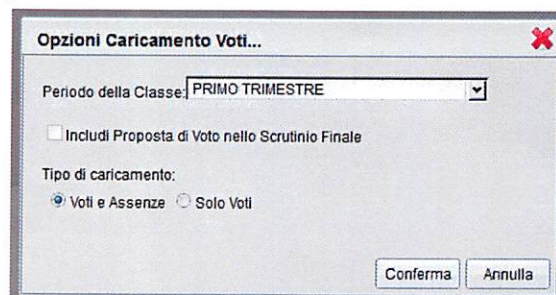 Opzioni Caricamento Voti...
Periodo della Classe: PRIMO TRIMESTRE
Includi Proposta di Voto nello Scrutinio Finale
Tipo di caricamento:
Voti e Assenze Solo Voti
Conferma Annulla